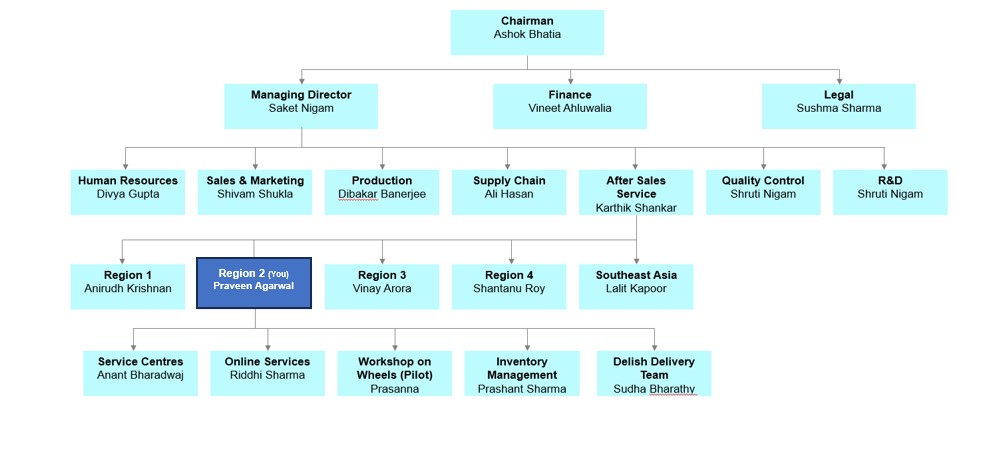 Chairman
Ashok Bhatia
Managing Director
Saket Nigam
Finance
Vineet Ahluwalia
Legal
Sushma Sharma
Human Resources
Divya Gupta
Sales & Marketing
Shivam Shukla
Production
Dibakar Banerjee
Supply Chain
Ali Hasan
After Sales
Service
Karthik Shankar
Quality Control
Shruti Nigam
R&D
Shruti Nigam
Region 1
Anirudh Krishnan
Region 2 (You)
Praveen Agarwal
Region 3
Vinay Arora
Region 4
Shantanu Roy
Southeast Asia
Lalit Kapoor
Service Centres
Anant Bharadwaj
Online Services
Riddhi Sharma
Workshop on
Wheels (Pilot)
Prasanna
Inventory
Management
Prashant Sharma
Delish Delivery
Team
Sudha Bharathy